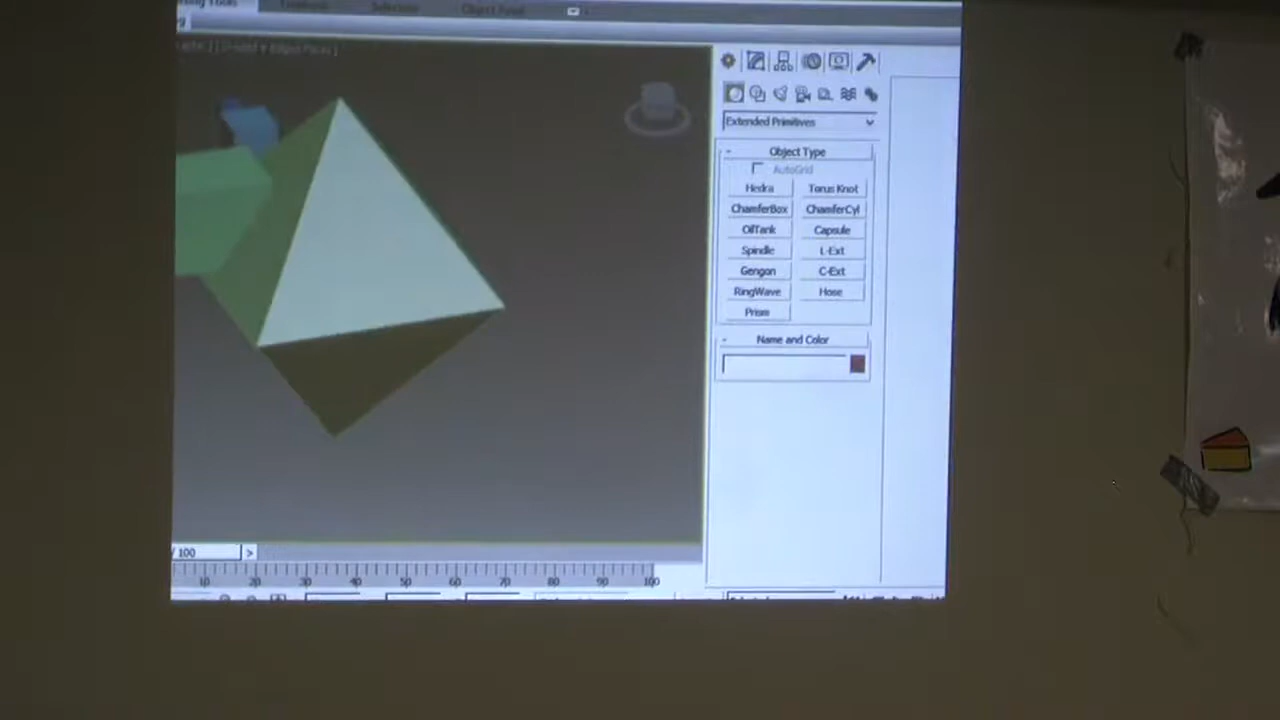 Extended Primitives
Object Type
AutoGrid
Hedra Torus Knot
ChamferBox ChamferCyl
OilTank Capsule
Spindle L-Ext
Gengon C-Ext
RingWave Hose
Prism
Name and Color
/ 100 >
10 20 30 40 50 60 70 80 90 100